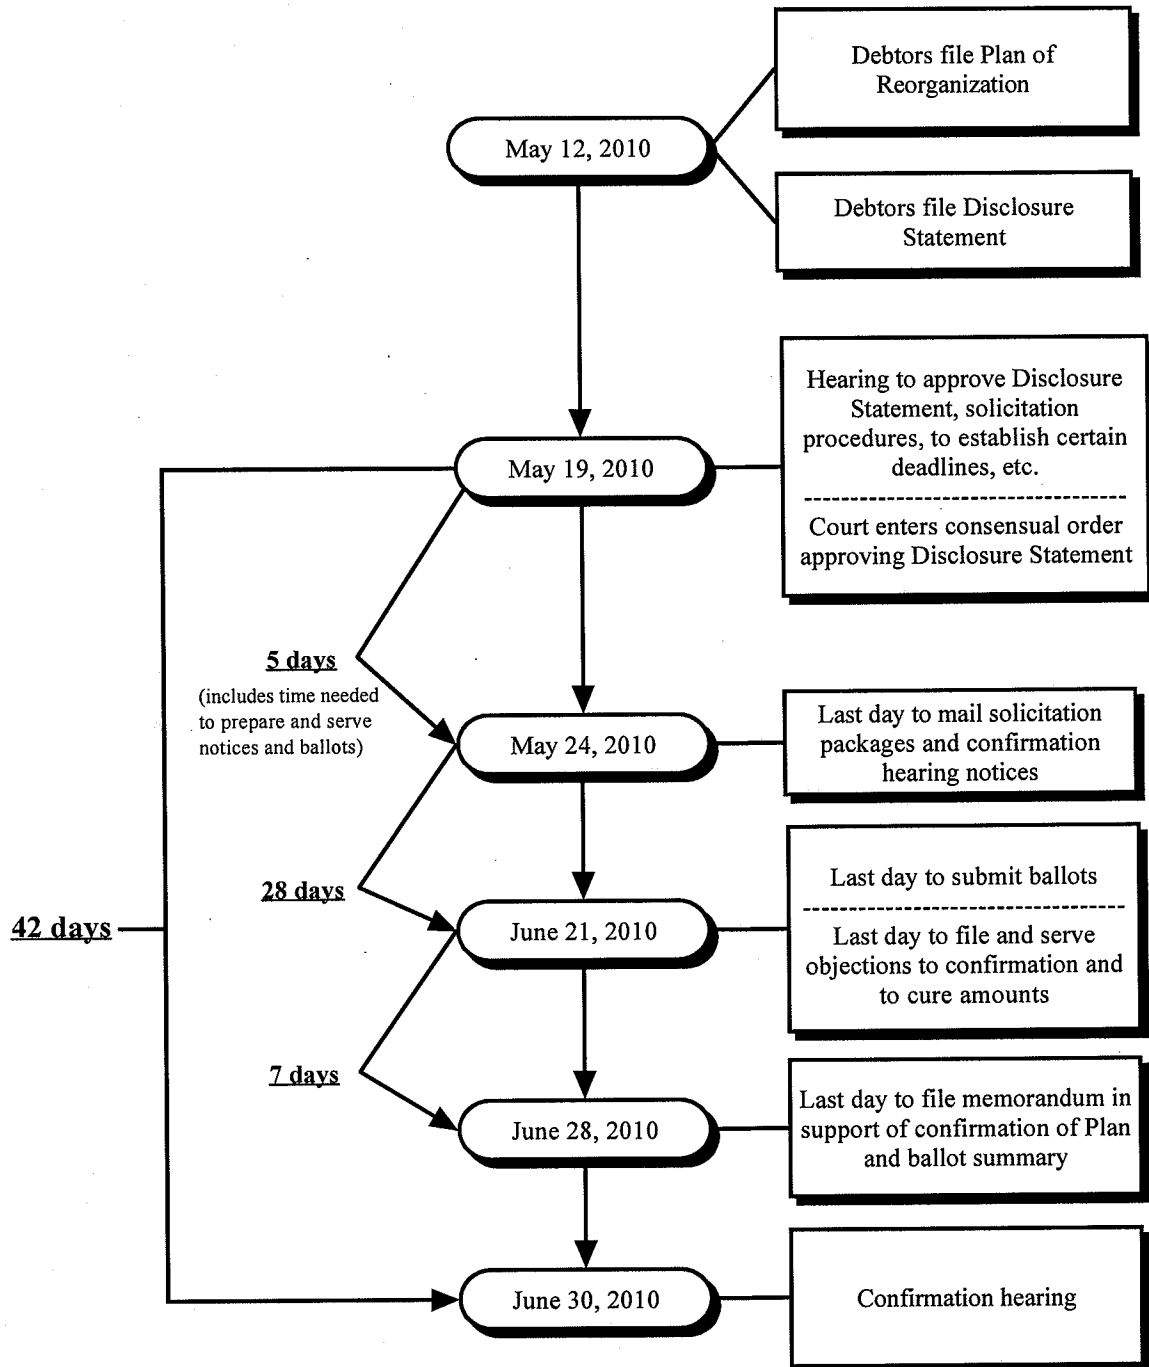 Debtors file Plan of
Reorganization
May 12, 2010
Debtors file Disclosure
Statement
Hearing to approve Disclosure
Statement, solicitation
procedures, to establish certain
deadlines, etc.
May 19, 2010
Court enters consensual order
approving Disclosure Statement
5 days
(includes time needed
to prepare and serve
notices and ballots)
May 24, 2010
Last day to mail solicitation
packages and confirmation
hearing notices
28 days
42 days
June 21, 2010
Last day to submit ballots
Last day to file and serve
objections to confirmation and
to cure amounts
7 days
June 28, 2010
Last day to file memorandum in
support of confirmation of Plan
and ballot summary
June 30, 2010
Confirmation hearing